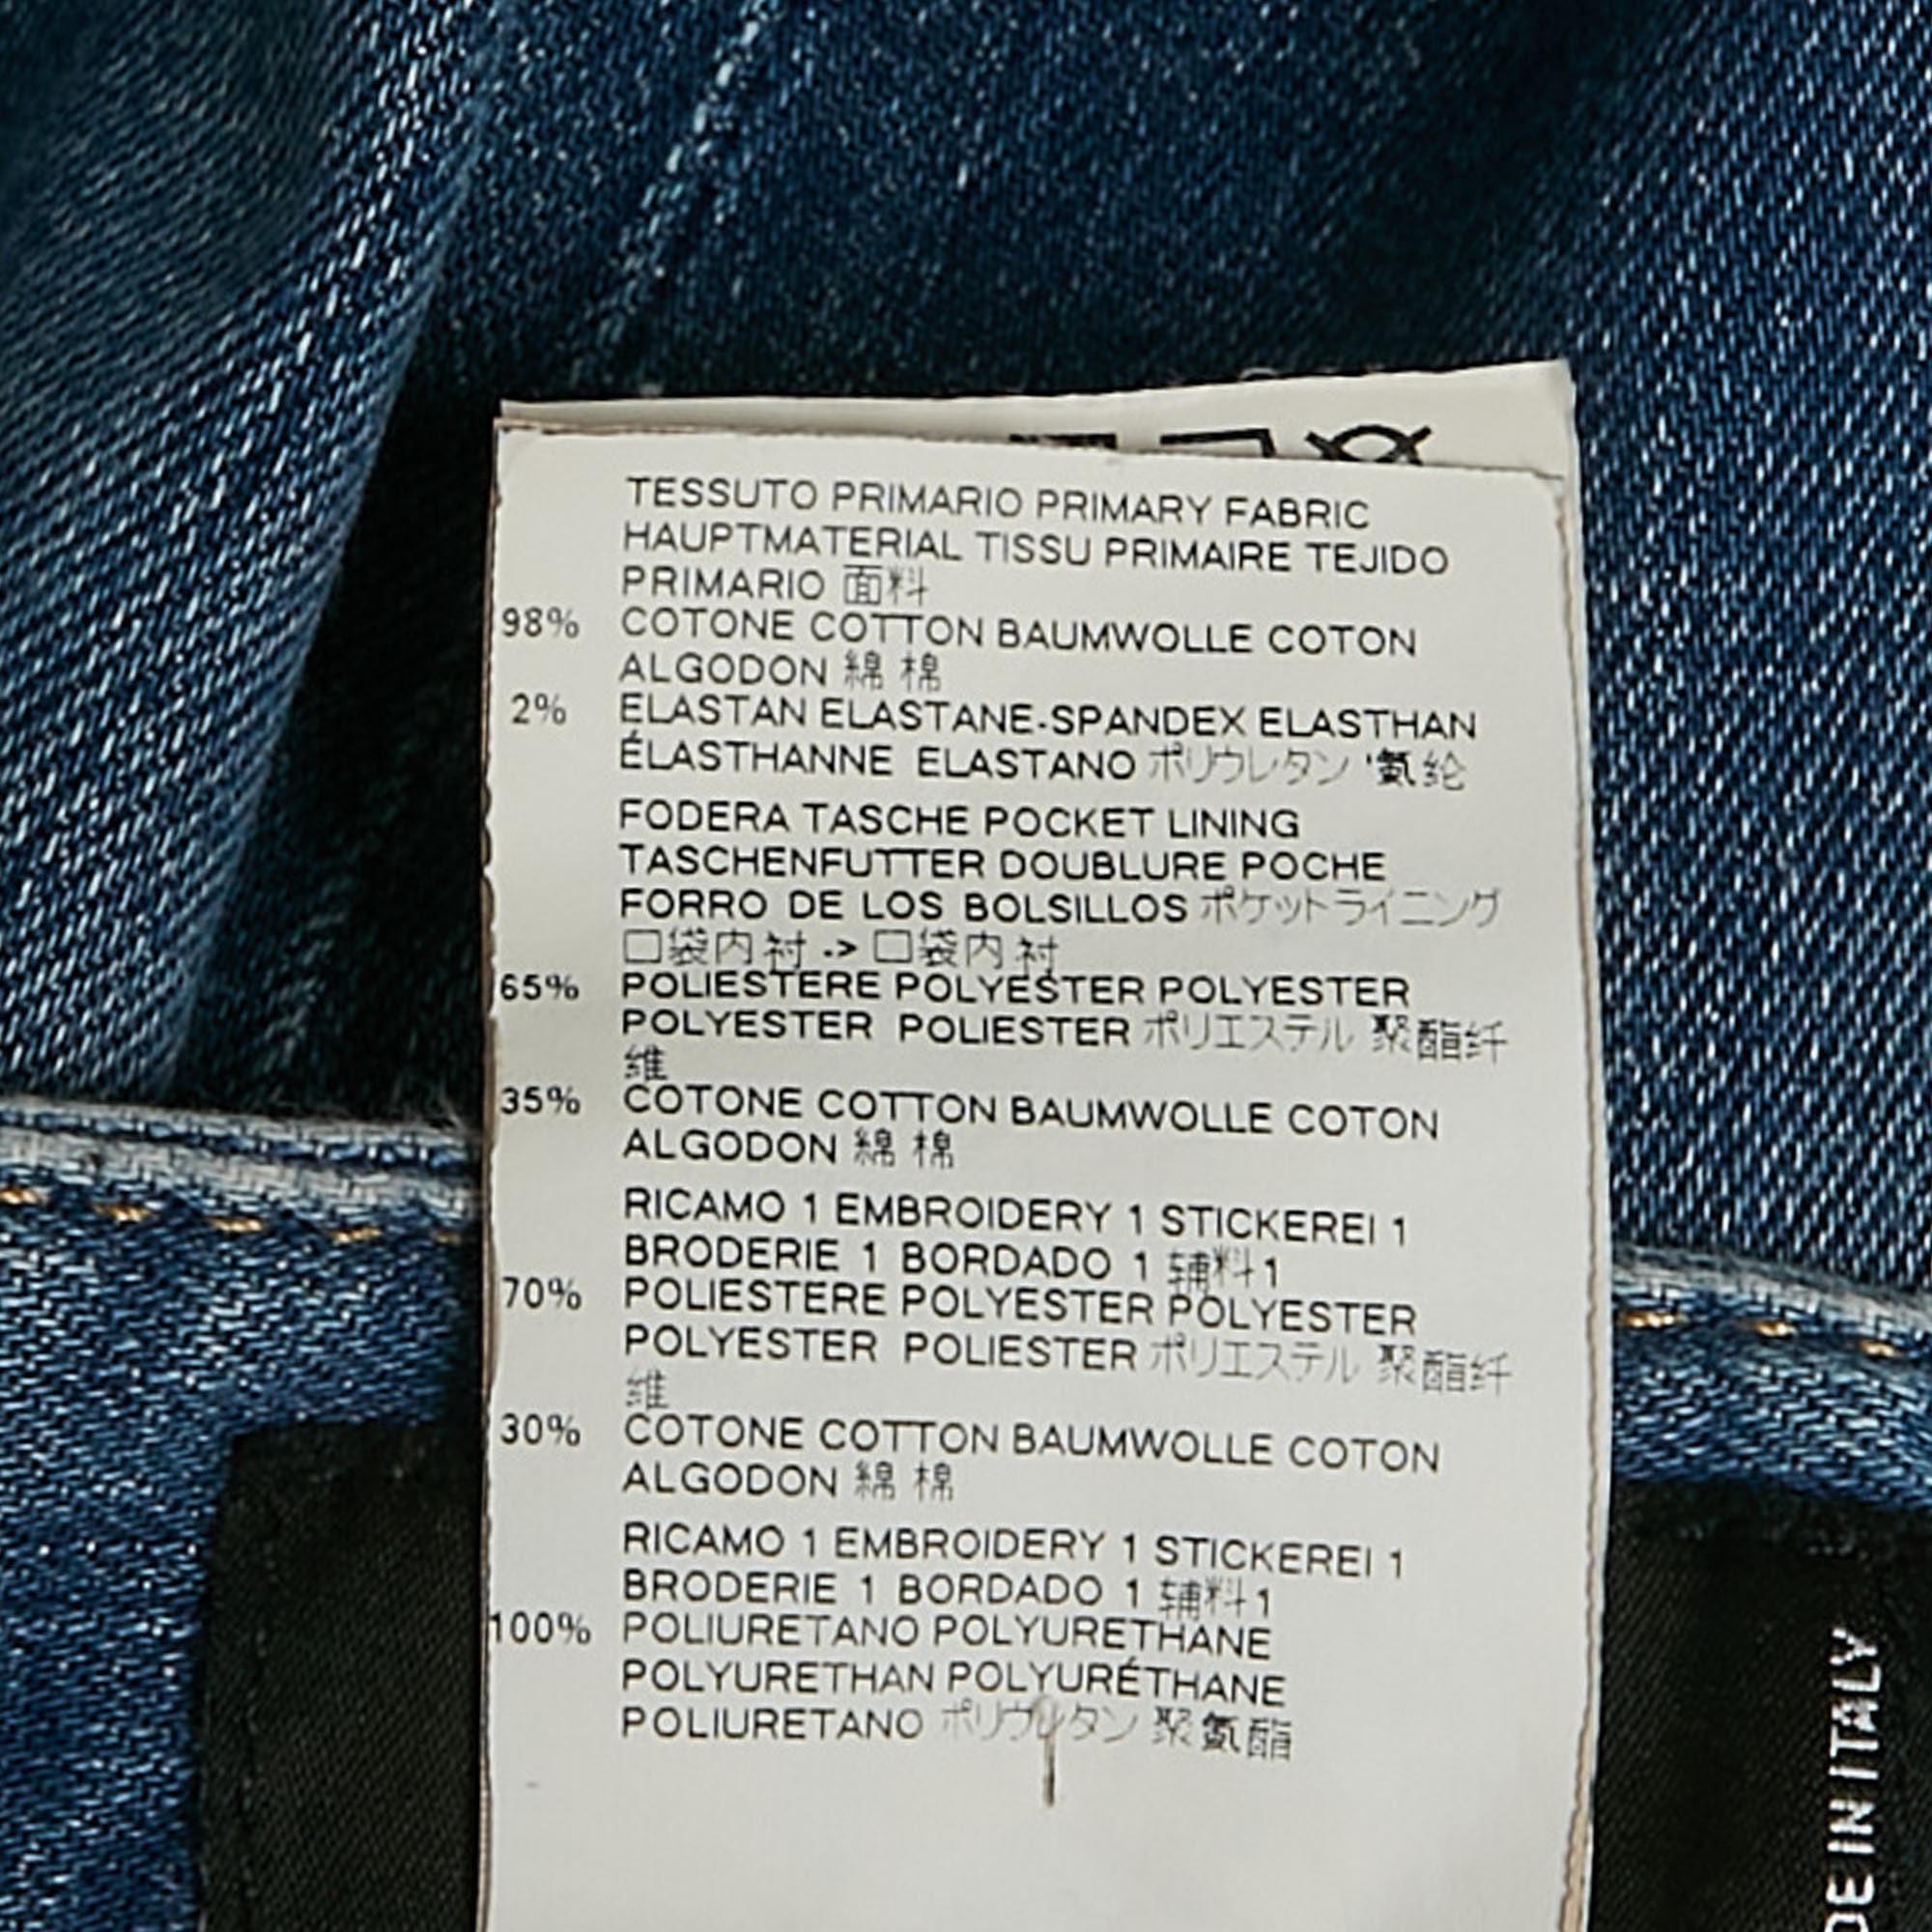 TESSUTO PRIMARIO PRIMARY FABRIC
HAUPTMATERIAL TISSU PRIMAIRE TEJIDO
PRIMARIO 面料
98% COTONE COTTON BAUMWOLLE COTON
ALGODON 綿 棉
2% ELASTAN ELASTANE-SPANDEX ELASTHAN
ÉLASTHANNE ELASTANO ポリウレタン '氨纶
FODERA TASCHE POCKET LINING
TASCHENFUTTER DOUBLURE POCHE
FORRO DE LOS BOLSILLOS ポケットライニング
口袋内衬 -> 口袋内衬
65% POLIESTERE POLYESTER POLYESTER
POLYESTER POLIESTER ポリエステル 聚酯纤
维
35% COTONE COTTON BAUMWOLLE COTON
ALGODON 綿 棉
RICAMO 1 EMBROIDERY 1 STICKEREI 1
BRODERIE 1 BORDADO 1 辅料1
70% POLIESTERE POLYESTER POLYESTER
POLYESTER POLIESTER ポリエステル 聚酯纤
维
30% COTONE COTTON BAUMWOLLE COTON
ALGODON 綿 棉
RICAMO 1 EMBROIDERY 1 STICKEREI 1
BRODERIE 1 BORDADO 1 辅料1
100% POLIURETANO POLYURETHANE
POLYURETHAN POLYURÉTHANE
POLIURETANO ポリウレタン 聚氨酯
DE IN ITALY